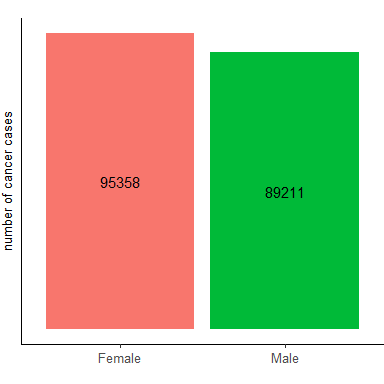 number of cancer cases
95358
89211
Female
Male